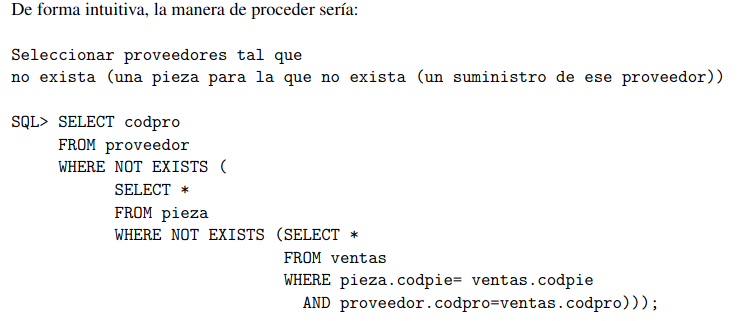 De forma intuitiva, la manera de proceder sería:
Seleccionar proveedores tal que
no exista (una pieza para la que no exista (un suministro de ese proveedor))
SQL> SELECT codpro
FROM proveedor
WHERE NOT EXISTS (
SELECT *
FROM pieza
WHERE NOT EXISTS (SELECT *
FROM ventas
WHERE pieza.codpie= ventas.codpie
AND proveedor.codpro=ventas.codpro)));